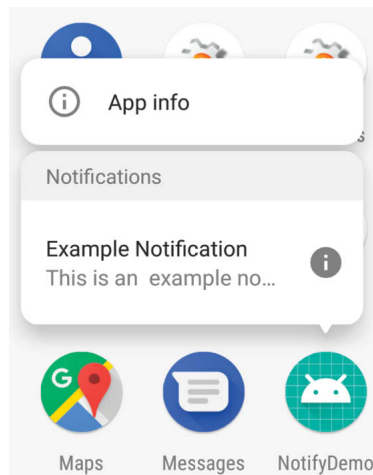 App info
s
Notifications
Example Notification
This is an  example no...
G
Maps Messages NotifyDemo